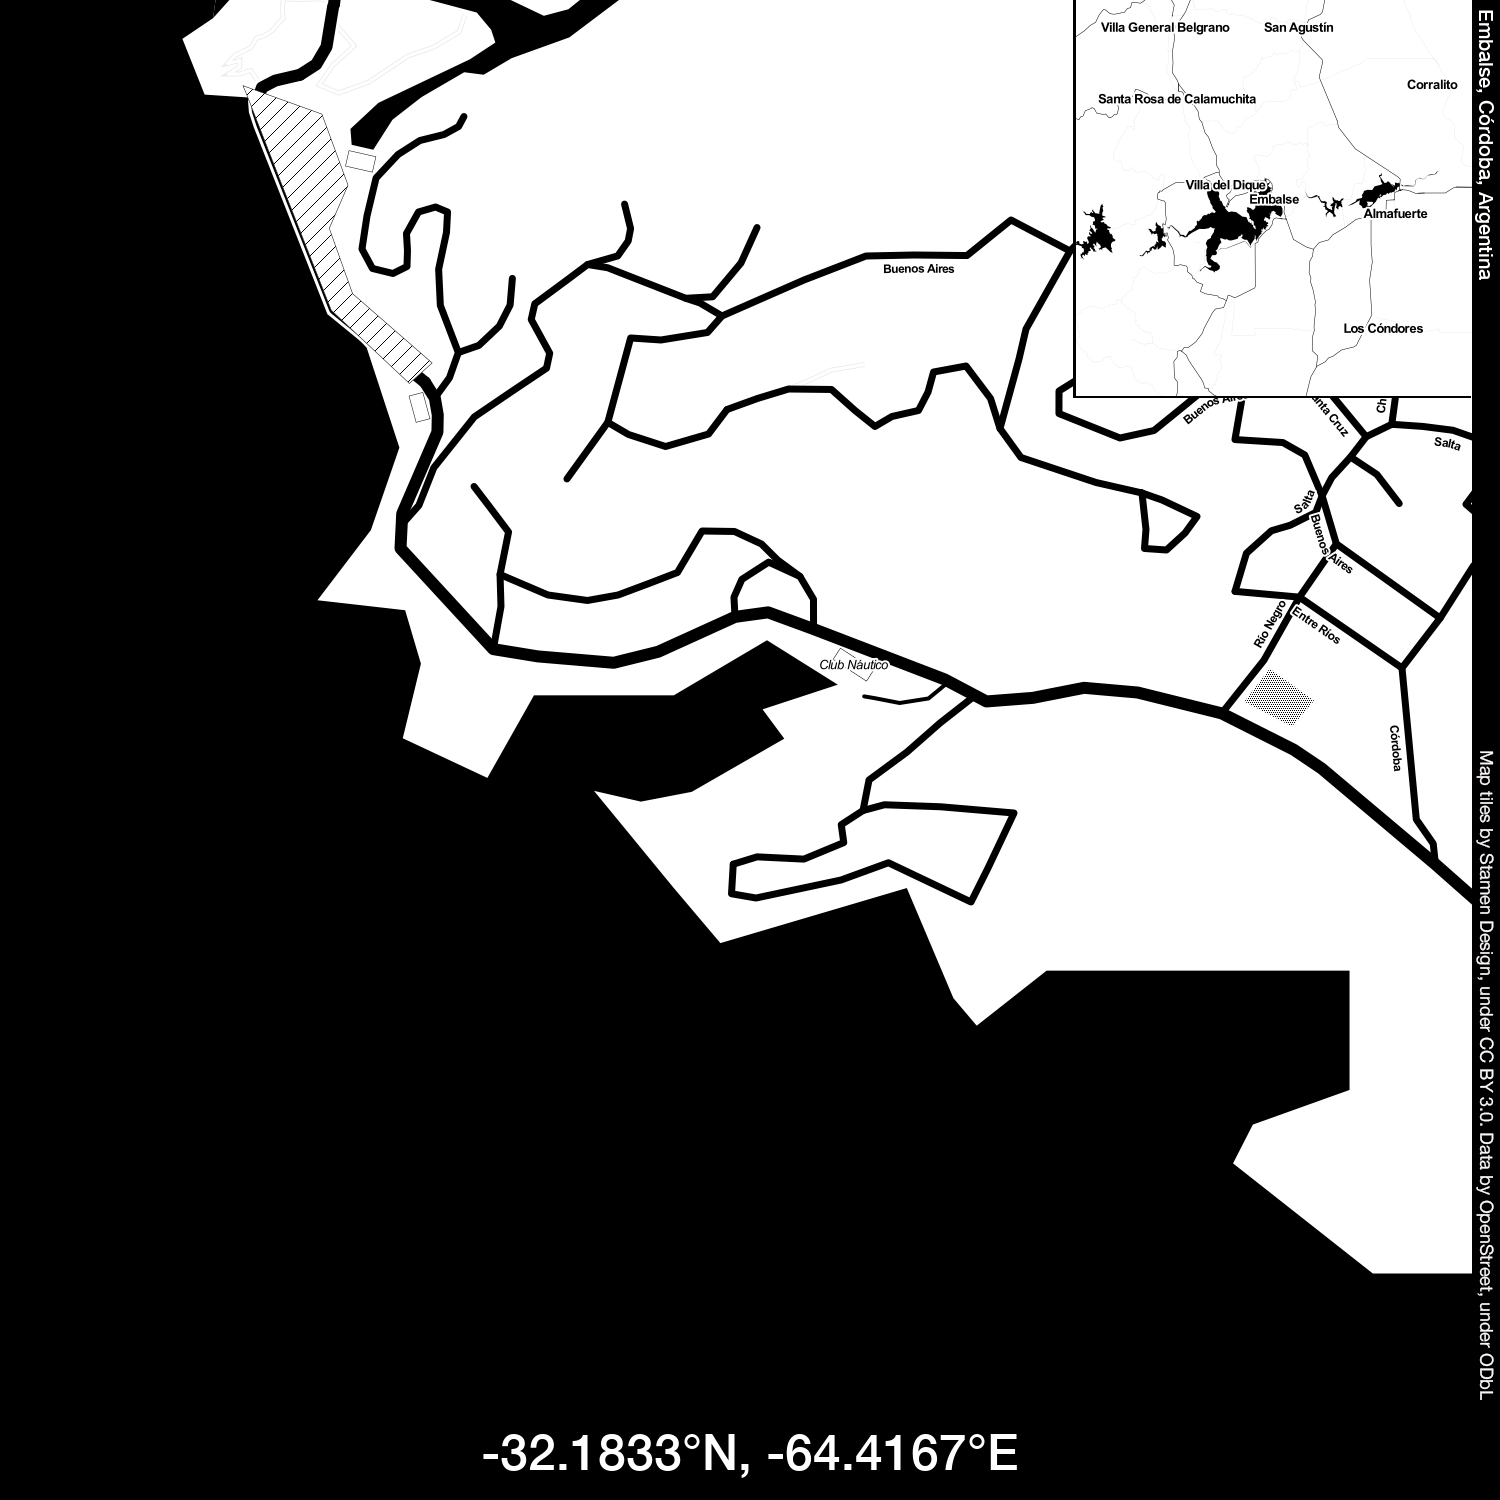 Villa General Belgrano
San Agustín
Corralito
Santa Rosa de Calamuchita
Villa del Dique
Embalse
Almafuerte
Los Cóndores
Embalse, Córdoba, Argentina
Buenos Aires
Buenos Aires
Salta
Salta
Buenos Aires
Río Negro
Entre Ríos
Club Náutico
Córdoba
Map tiles by Stamen Design, under CC BY 3.0. Data by OpenStreet, under ODbL
-32.1833°N, -64.4167°E